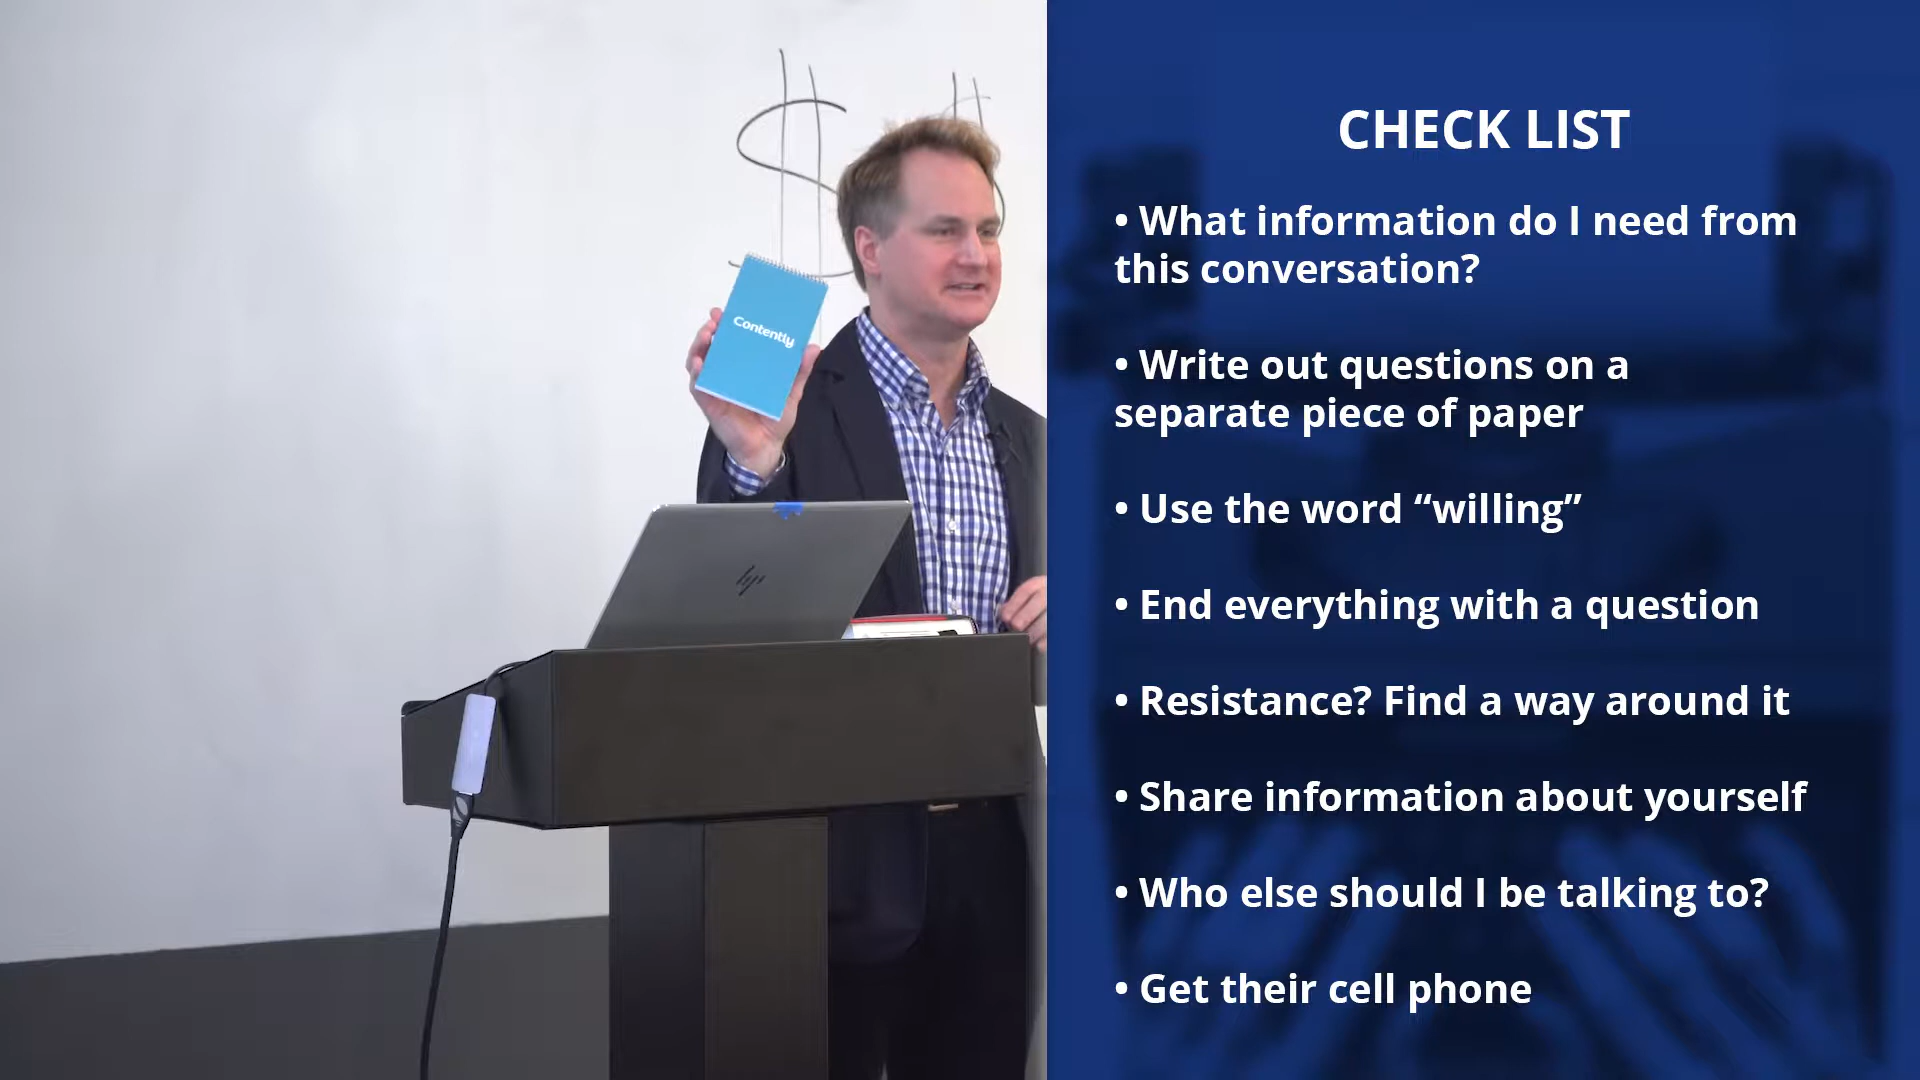 $ $
Contently
CHECK LIST
• What information do I need from
this conversation?
• Write out questions on a
separate piece of paper
• Use the word “willing”
• End everything with a question
• Resistance? Find a way around it
• Share information about yourself
• Who else should I be talking to?
• Get their cell phone